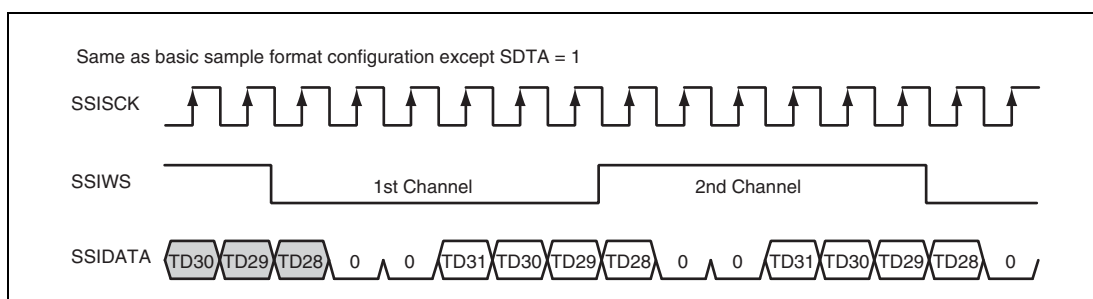 Same as basic sample format configuration except SDTA = 1
SSISCK
SSIWS 1st Channel 2nd Channel
SSIDATA TD30 TD29 TD28 0 0 TD31 TD30 TD29 TD28 0 0 TD31 TD30 TD29 TD28 0